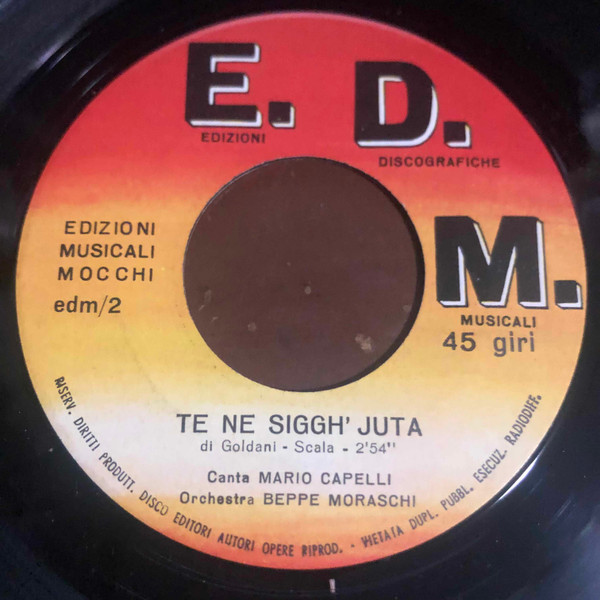 E. D. M.
EDIZIONI
DISCOGRAFICHE
MUSICALI
EDIZIONI
MUSICALI
MOCCHI
edm/2
45 giri
TE NE SIGGH' JUTA
di Goldani - Scala - 2'54''
Canta MARIO CAPELLI
Orchestra BEPPE MORASCHI
RISERV. DIRITTI PRODUTT. DISCO EDITORI AUTORI OPERE RIPROD. - VIETATA DUPL. PUBBL. ESECUZ. RADIODIFF.